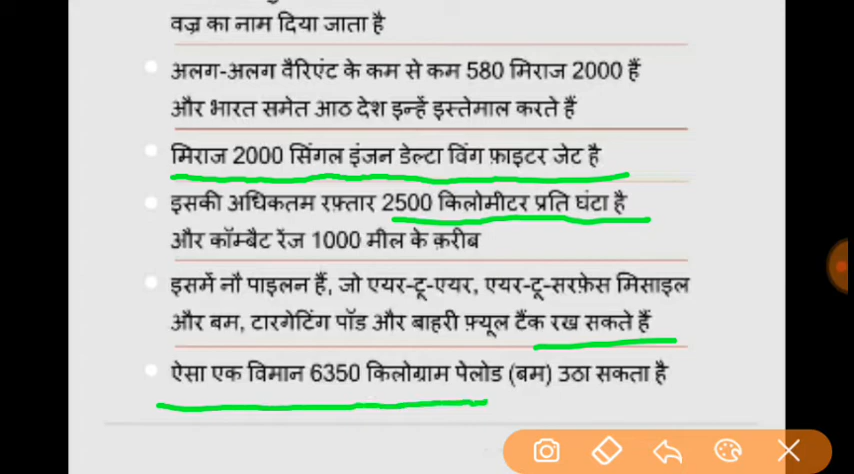 वज्र का नाम दिया जाता है
अलग-अलग वैरिएंट के कम से कम 580 मिराज 2000 हैं
और भारत समेत आठ देश इन्हें इस्तेमाल करते हैं
मिराज 2000 सिंगल इंजन डेल्टा विंग फ़ाइटर जेट है
इसकी अधिकतम रफ़्तार 2500 किलोमीटर प्रति घंटा है
और कॉम्बैट रेंज 1000 मील के क़रीब
इसमें नौ पाइलन हैं, जो एयर-टू-एयर, एयर-टू-सरफ़ेस मिसाइल
और बम, टारगेटिंग पॉड और बाहरी फ़्यूल टैंक रख सकते हैं
ऐसा एक विमान 6350 किलोग्राम पेलोड (बम) उठा सकता है